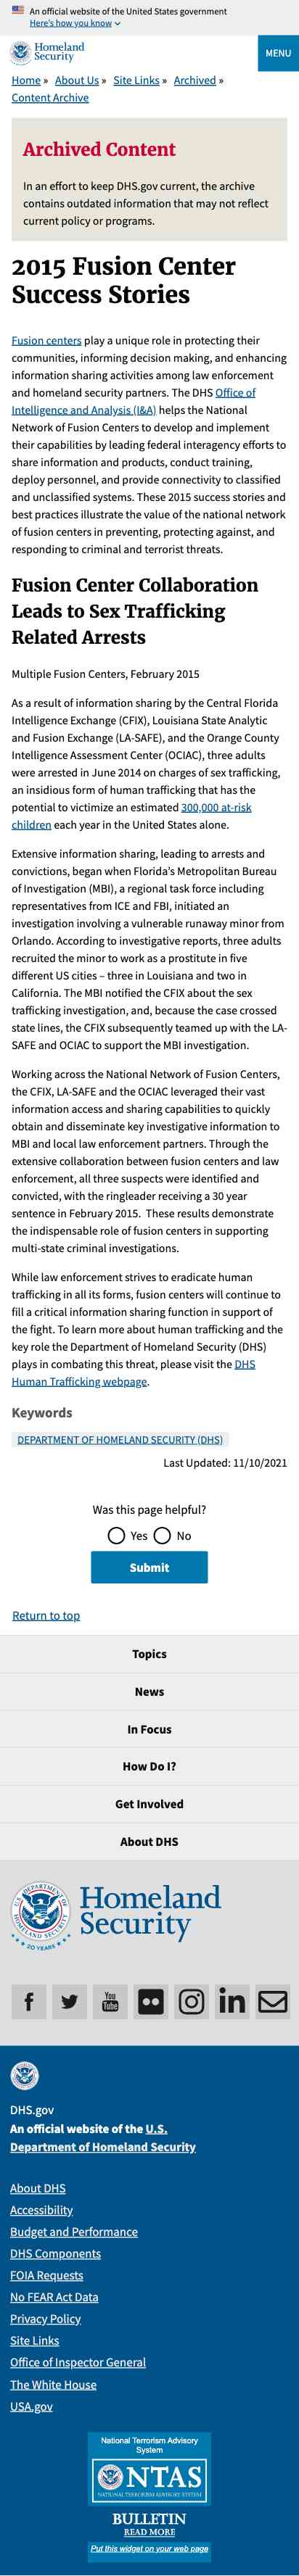 An official website of the United States government
Here's how you know
Homeland
Security
MENU
Home » About Us » Site Links » Archived »
Content Archive
Archived Content
In an effort to keep DHS.gov current, the archive
contains outdated information that may not reflect
current policy or programs.
2015 Fusion Center
Success Stories
Fusion centers play a unique role in protecting their
communities, informing decision making, and enhancing
information sharing activities among law enforcement
and homeland security partners. The DHS Office of
Intelligence and Analysis (I&A) helps the National
Network of Fusion Centers to develop and implement
their capabilities by leading federal interagency efforts to
share information and products, conduct training,
deploy personnel, and provide connectivity to classified
and unclassified systems. These 2015 success stories and
best practices illustrate the value of the national network
of fusion centers in preventing, protecting against, and
responding to criminal and terrorist threats.
Fusion Center Collaboration
Leads to Sex Trafficking
Related Arrests
Multiple Fusion Centers, February 2015
As a result of information sharing by the Central Florida
Intelligence Exchange (CFIX), Louisiana State Analytic
and Fusion Exchange (LA-SAFE), and the Orange County
Intelligence Assessment Center (OCIAC), three adults
were arrested in June 2014 on charges of sex trafficking,
an insidious form of human trafficking that has the
potential to victimize an estimated 300,000 at-risk
children each year in the United States alone.
Extensive information sharing, leading to arrests and
convictions, began when Florida's Metropolitan Bureau
of Investigation (MBI), a regional task force including
representatives from ICE and FBI, initiated an
investigation involving a vulnerable runaway minor from
Orlando. According to investigative reports, three adults
recruited the minor to work as a prostitute in five
different US cities – three in Louisiana and two in
California. The MBI notified the CFIX about the sex
trafficking investigation, and, because the case crossed
state lines, the CFIX subsequently teamed up with the LA-
SAFE and OCIAC to support the MBI investigation.
Working across the National Network of Fusion Centers,
the CFIX, LA-SAFE and the OCIAC leveraged their vast
information access and sharing capabilities to quickly
obtain and disseminate key investigative information to
MBI and local law enforcement partners. Through the
extensive collaboration between fusion centers and law
enforcement, all three suspects were identified and
convicted, with the ringleader receiving a 30 year
sentence in February 2015. These results demonstrate
the indispensable role of fusion centers in supporting
multi-state criminal investigations.
While law enforcement strives to eradicate human
trafficking in all its forms, fusion centers will continue to
fill a critical information sharing function in support of
the fight. To learn more about human trafficking and the
key role the Department of Homeland Security (DHS)
plays in combating this threat, please visit the DHS
Human Trafficking webpage.
Keywords
DEPARTMENT OF HOMELAND SECURITY (DHS)
Last Updated: 11/10/2021
Was this page helpful?
Yes No
Submit
Return to top
Topics
News
In Focus
How Do I?
Get Involved
About DHS
Homeland
Security
20 YEARS
You
Tube
DHS.gov
An official website of the U.S.
Department of Homeland Security
About DHS
Accessibility
Budget and Performance
DHS Components
FOIA Requests
No FEAR Act Data
Privacy Policy
Site Links
Office of Inspector General
The White House
USA.gov
National Terrorism Advisory
System
NTAS
NATIONAL TERRORISM ADVISORY SYSTEM
BULLETIN
READ MORE
Put this widget on your web page